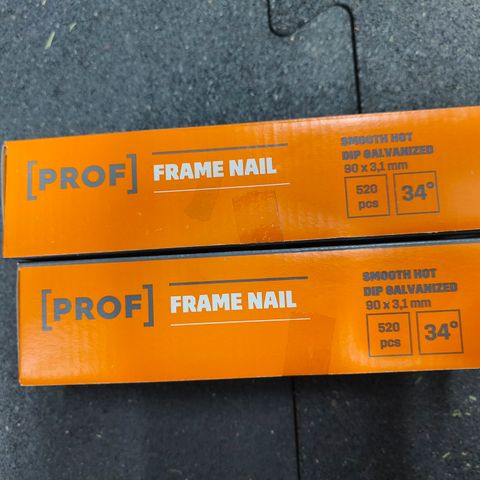 [PROF]
FRAME NAIL
SMOOTH HOT
DIP GALVANIZED
90 x 3,1 mm
520
pcs
34°
[PROF]
FRAME NAIL
SMOOTH HOT
DIP GALVANIZED
90 x 3,1 mm
520
pcs
34°